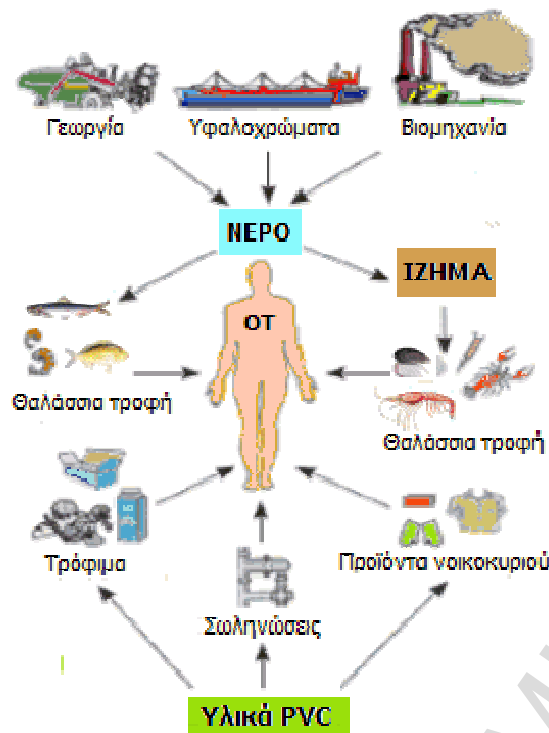 Γεωργία
Υφαλοχρώματα
Βιομηχανία
ΝΕΡΟ
ΙΖΗΜΑ
ΟΤ
Θαλάσσια τροφή
Θαλάσσια τροφή
Τρόφιμα
Προϊόντα νοικοκυριού
Σωληνώσεις
Υλικά PVC